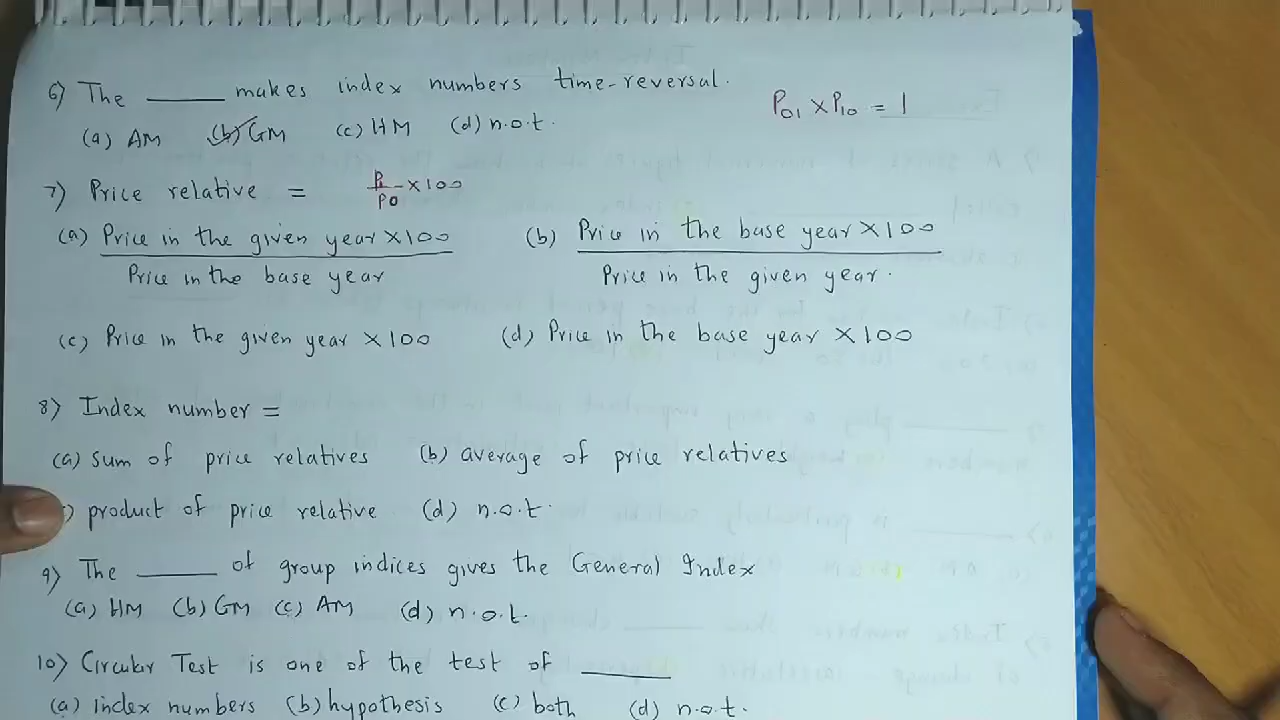 6) The _____ makes index numbers time-reversal.
P01 × P10 = 1
(a) AM (b) GM (c) HM (d) n.o.t.
7) Price relative = P1/P0 × 100
(a) Price in the given year × 100 / Price in the base year
(b) Price in the base year × 100 / Price in the given year.
(c) Price in the given year × 100 (d) Price in the base year × 100
8) Index number =
(a) sum of price relatives (b) average of price relatives
) product of price relative (d) n.o.t.
9) The _____ of group indices gives the General Index
(a) HM (b) GM (c) AM (d) n.o.t.
10) Circular Test is one of the test of _____
(a) index numbers (b) hypothesis (c) both (d) n.o.t.